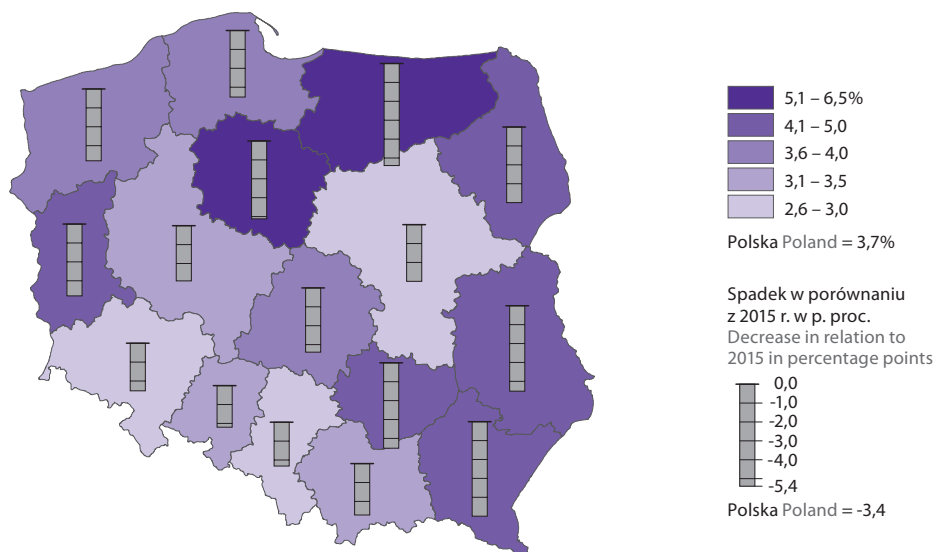 5,1 – 6,5%
4,1 – 5,0
3,6 – 4,0
3,1 – 3,5
2,6 – 3,0
Polska Poland = 3,7%
Spadek w porównaniu
z 2015 r. w p. proc.
Decrease in relation to
2015 in percentage points
0,0
-1,0
-2,0
-3,0
-4,0
-5,4
Polska Poland = -3,4